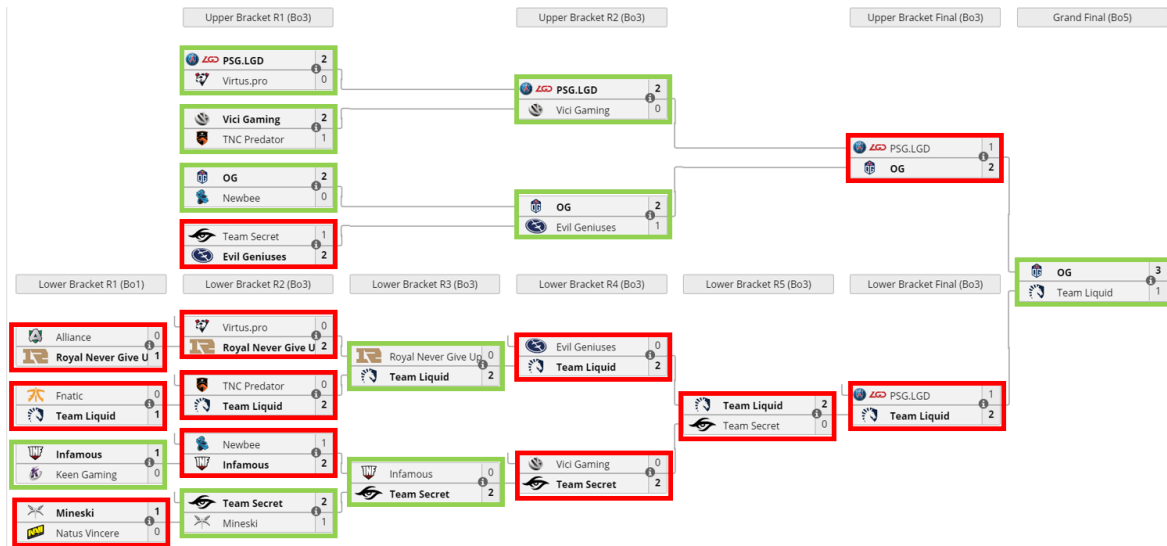 Upper Bracket R1 (Bo3)
Upper Bracket R2 (Bo3)
Upper Bracket Final (Bo3)
Grand Final (Bo5)
LGD PSG.LGD 2
Virtus.pro 0
Vici Gaming 2
TNC Predator 1
OG 2
Newbee 0
Team Secret 1
Evil Geniuses 2
LGD PSG.LGD 2
Vici Gaming 0
OG OG 2
Evil Geniuses 1
LGD PSG.LGD 1
OG 2
OG 3
Team Liquid 1
Lower Bracket R1 (Bo1)
Lower Bracket R2 (Bo3)
Lower Bracket R3 (Bo3)
Lower Bracket R4 (Bo3)
Lower Bracket R5 (Bo3)
Lower Bracket Final (Bo3)
Alliance 0
Royal Never Give U 1
Fnatic 0
Team Liquid 1
INF Infamous 1
Keen Gaming 0
Mineski 1
NAVI Natus Vincere 0
Virtus.pro 0
Royal Never Give U 2
TNC Predator 0
Team Liquid 2
Newbee 1
INF Infamous 2
Team Secret 2
Mineski 1
Royal Never Give Up 0
Team Liquid 2
INF Infamous 0
Team Secret 2
Evil Geniuses 0
Team Liquid 2
Vici Gaming 0
Team Secret 2
Team Liquid 2
Team Secret 0
LGD PSG.LGD 1
Team Liquid 2